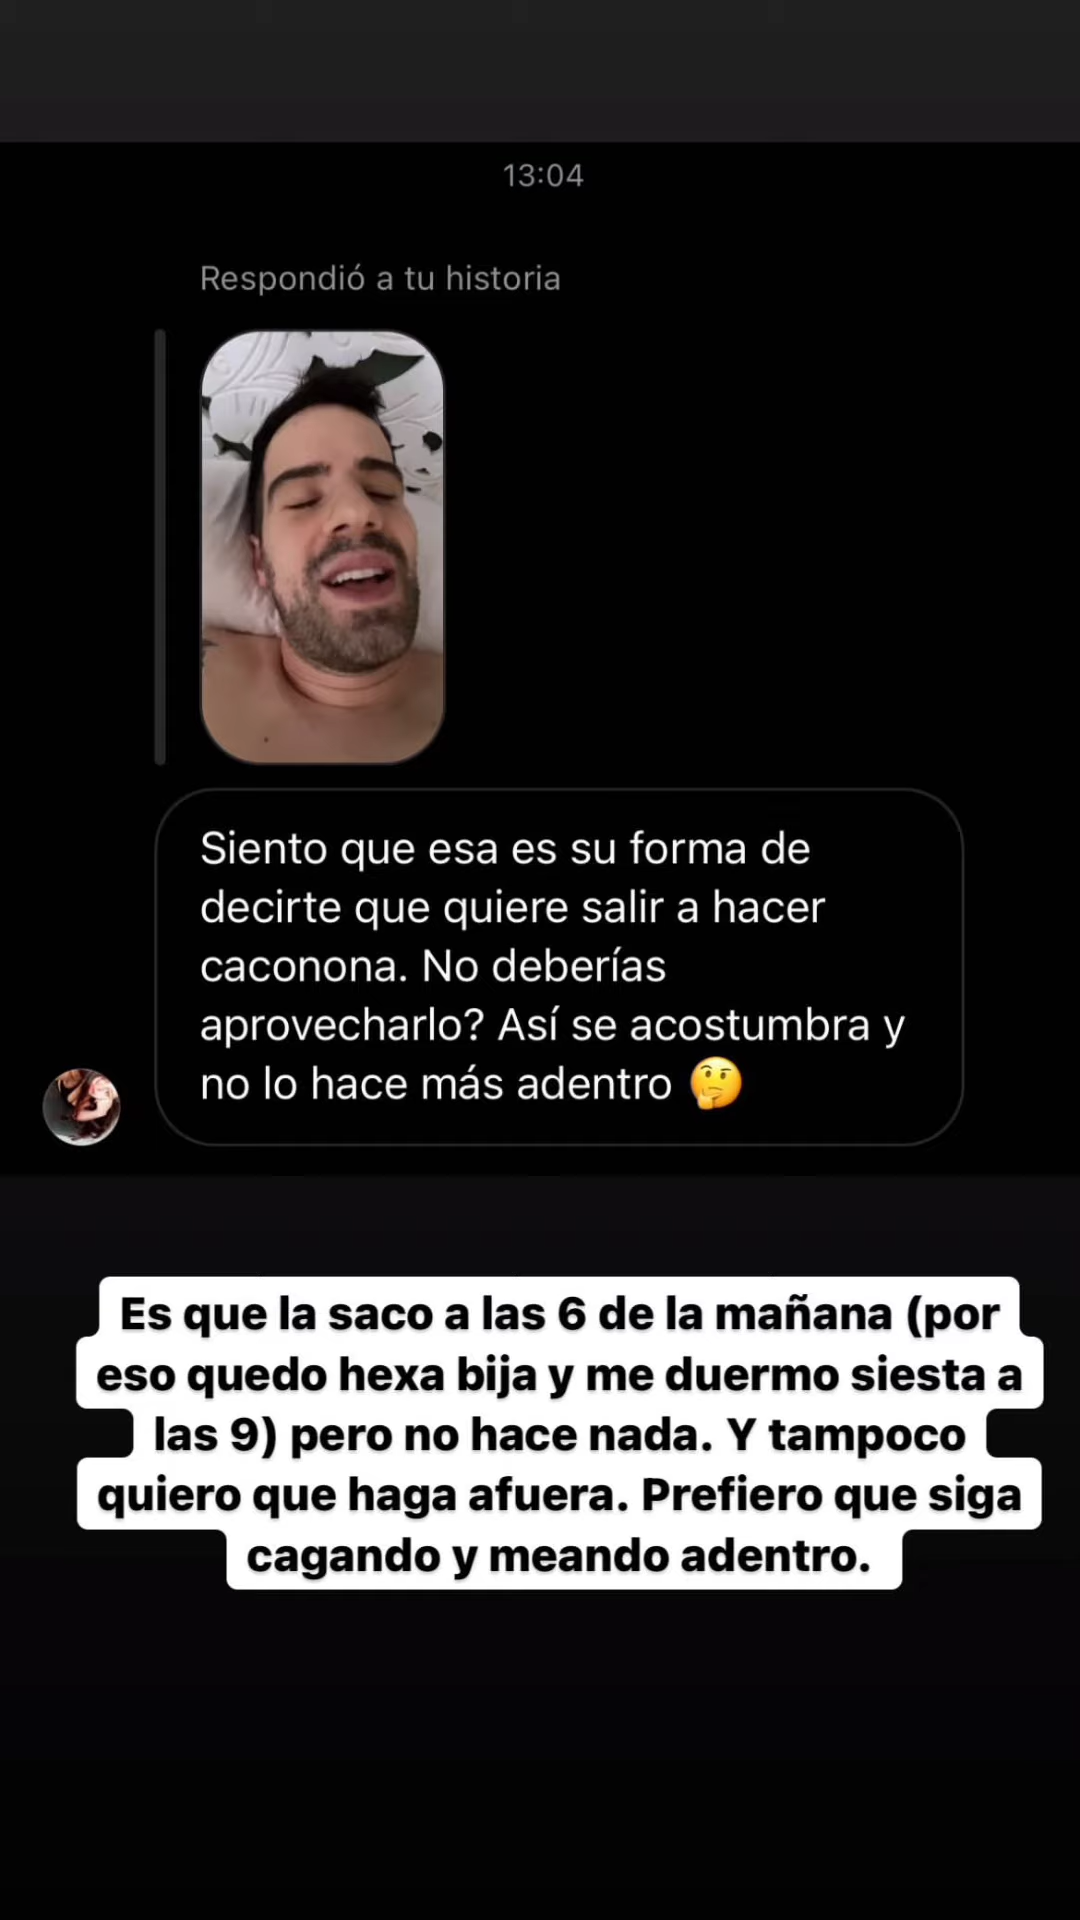 13:04
Respondió a tu historia
Siento que esa es su forma de
decirte que quiere salir a hacer
caconona. No deberías
aprovecharlo? Así se acostumbra y
no lo hace más adentro 🤔
Es que la saco a las 6 de la mañana (por
eso quedo hexa bija y me duermo siesta a
las 9) pero no hace nada. Y tampoco
quiero que haga afuera. Prefiero que siga
cagando y meando adentro.